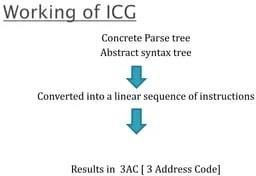 Working of ICG
Concrete Parse tree
Abstract syntax tree
Converted into a linear sequence of instructions
Results in 3AC [ 3 Address Code]